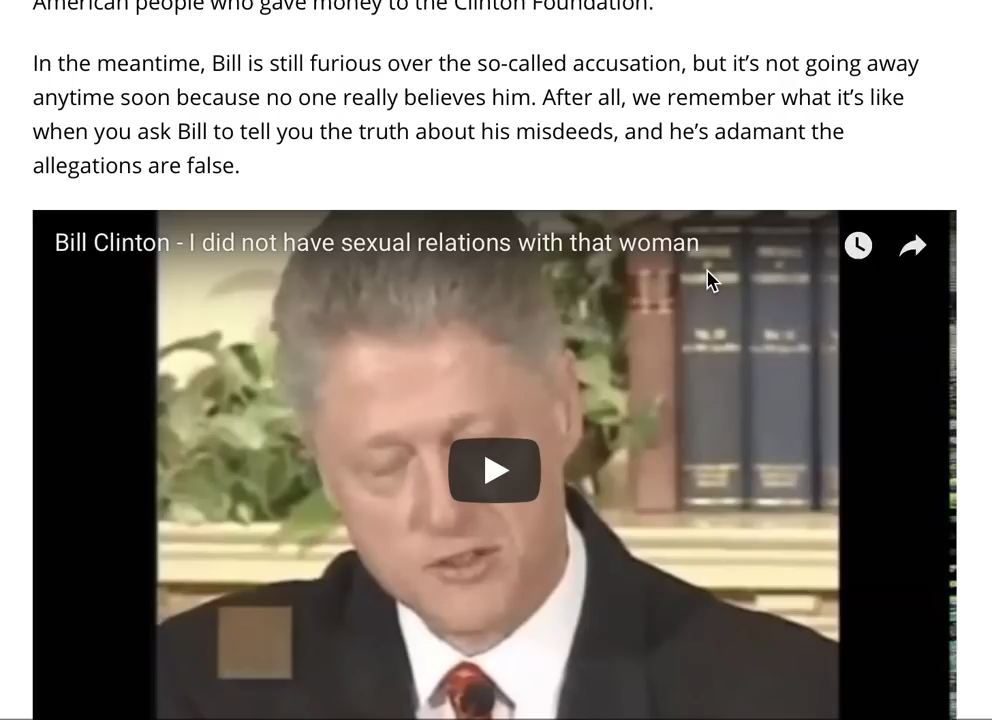 American people who gave money to the Clinton Foundation.
In the meantime, Bill is still furious over the so-called accusation, but it’s not going away
anytime soon because no one really believes him. After all, we remember what it’s like
when you ask Bill to tell you the truth about his misdeeds, and he’s adamant the
allegations are false.
Bill Clinton - I did not have sexual relations with that woman